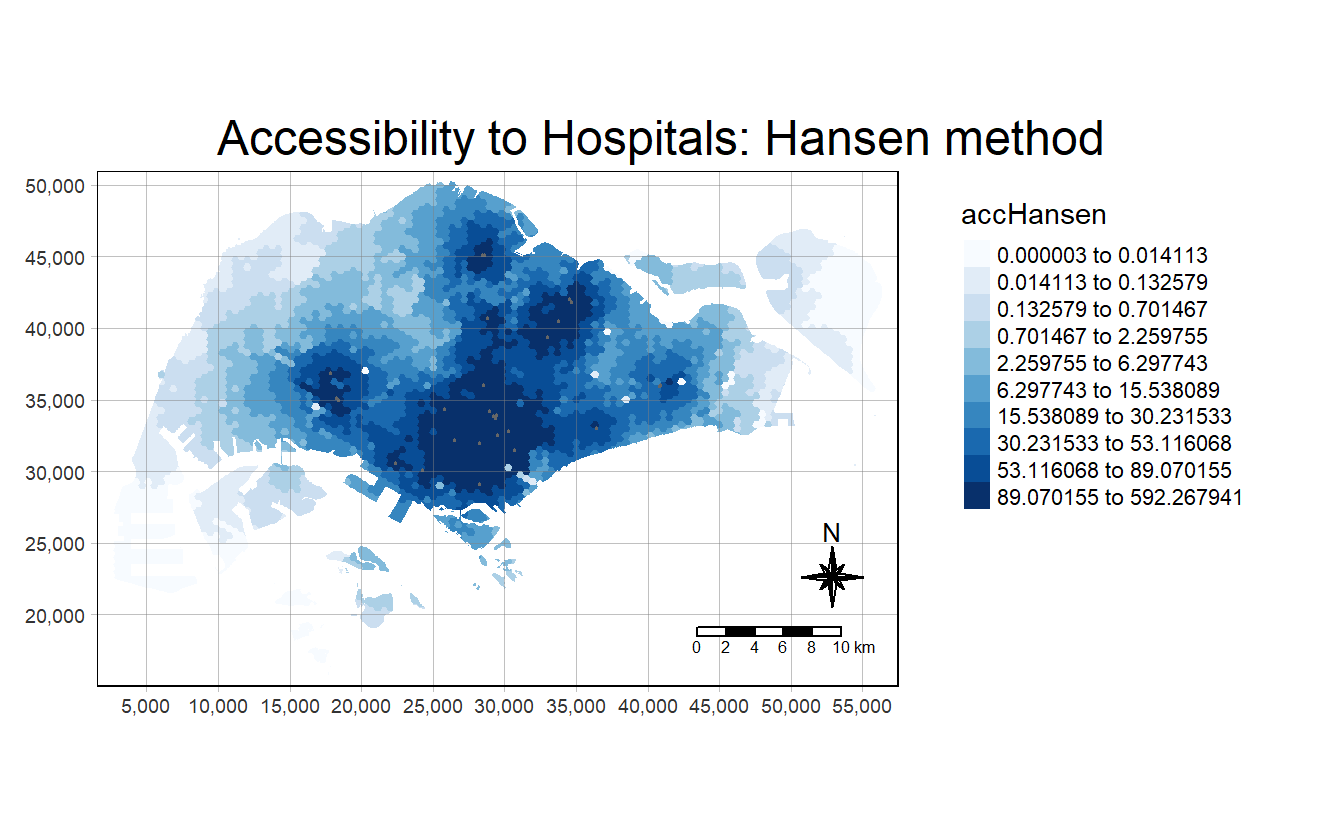 Accessibility to Hospitals: Hansen method
accHansen
0.000003 to 0.014113
0.014113 to 0.132579
0.132579 to 0.701467
0.701467 to 2.259755
2.259755 to 6.297743
6.297743 to 15.538089
15.538089 to 30.231533
30.231533 to 53.116068
53.116068 to 89.070155
89.070155 to 592.267941
50,000
45,000
40,000
35,000
30,000
25,000
20,000
N
0 2 4 6 8 10 km
5,000 10,000 15,000 20,000 25,000 30,000 35,000 40,000 45,000 50,000 55,000